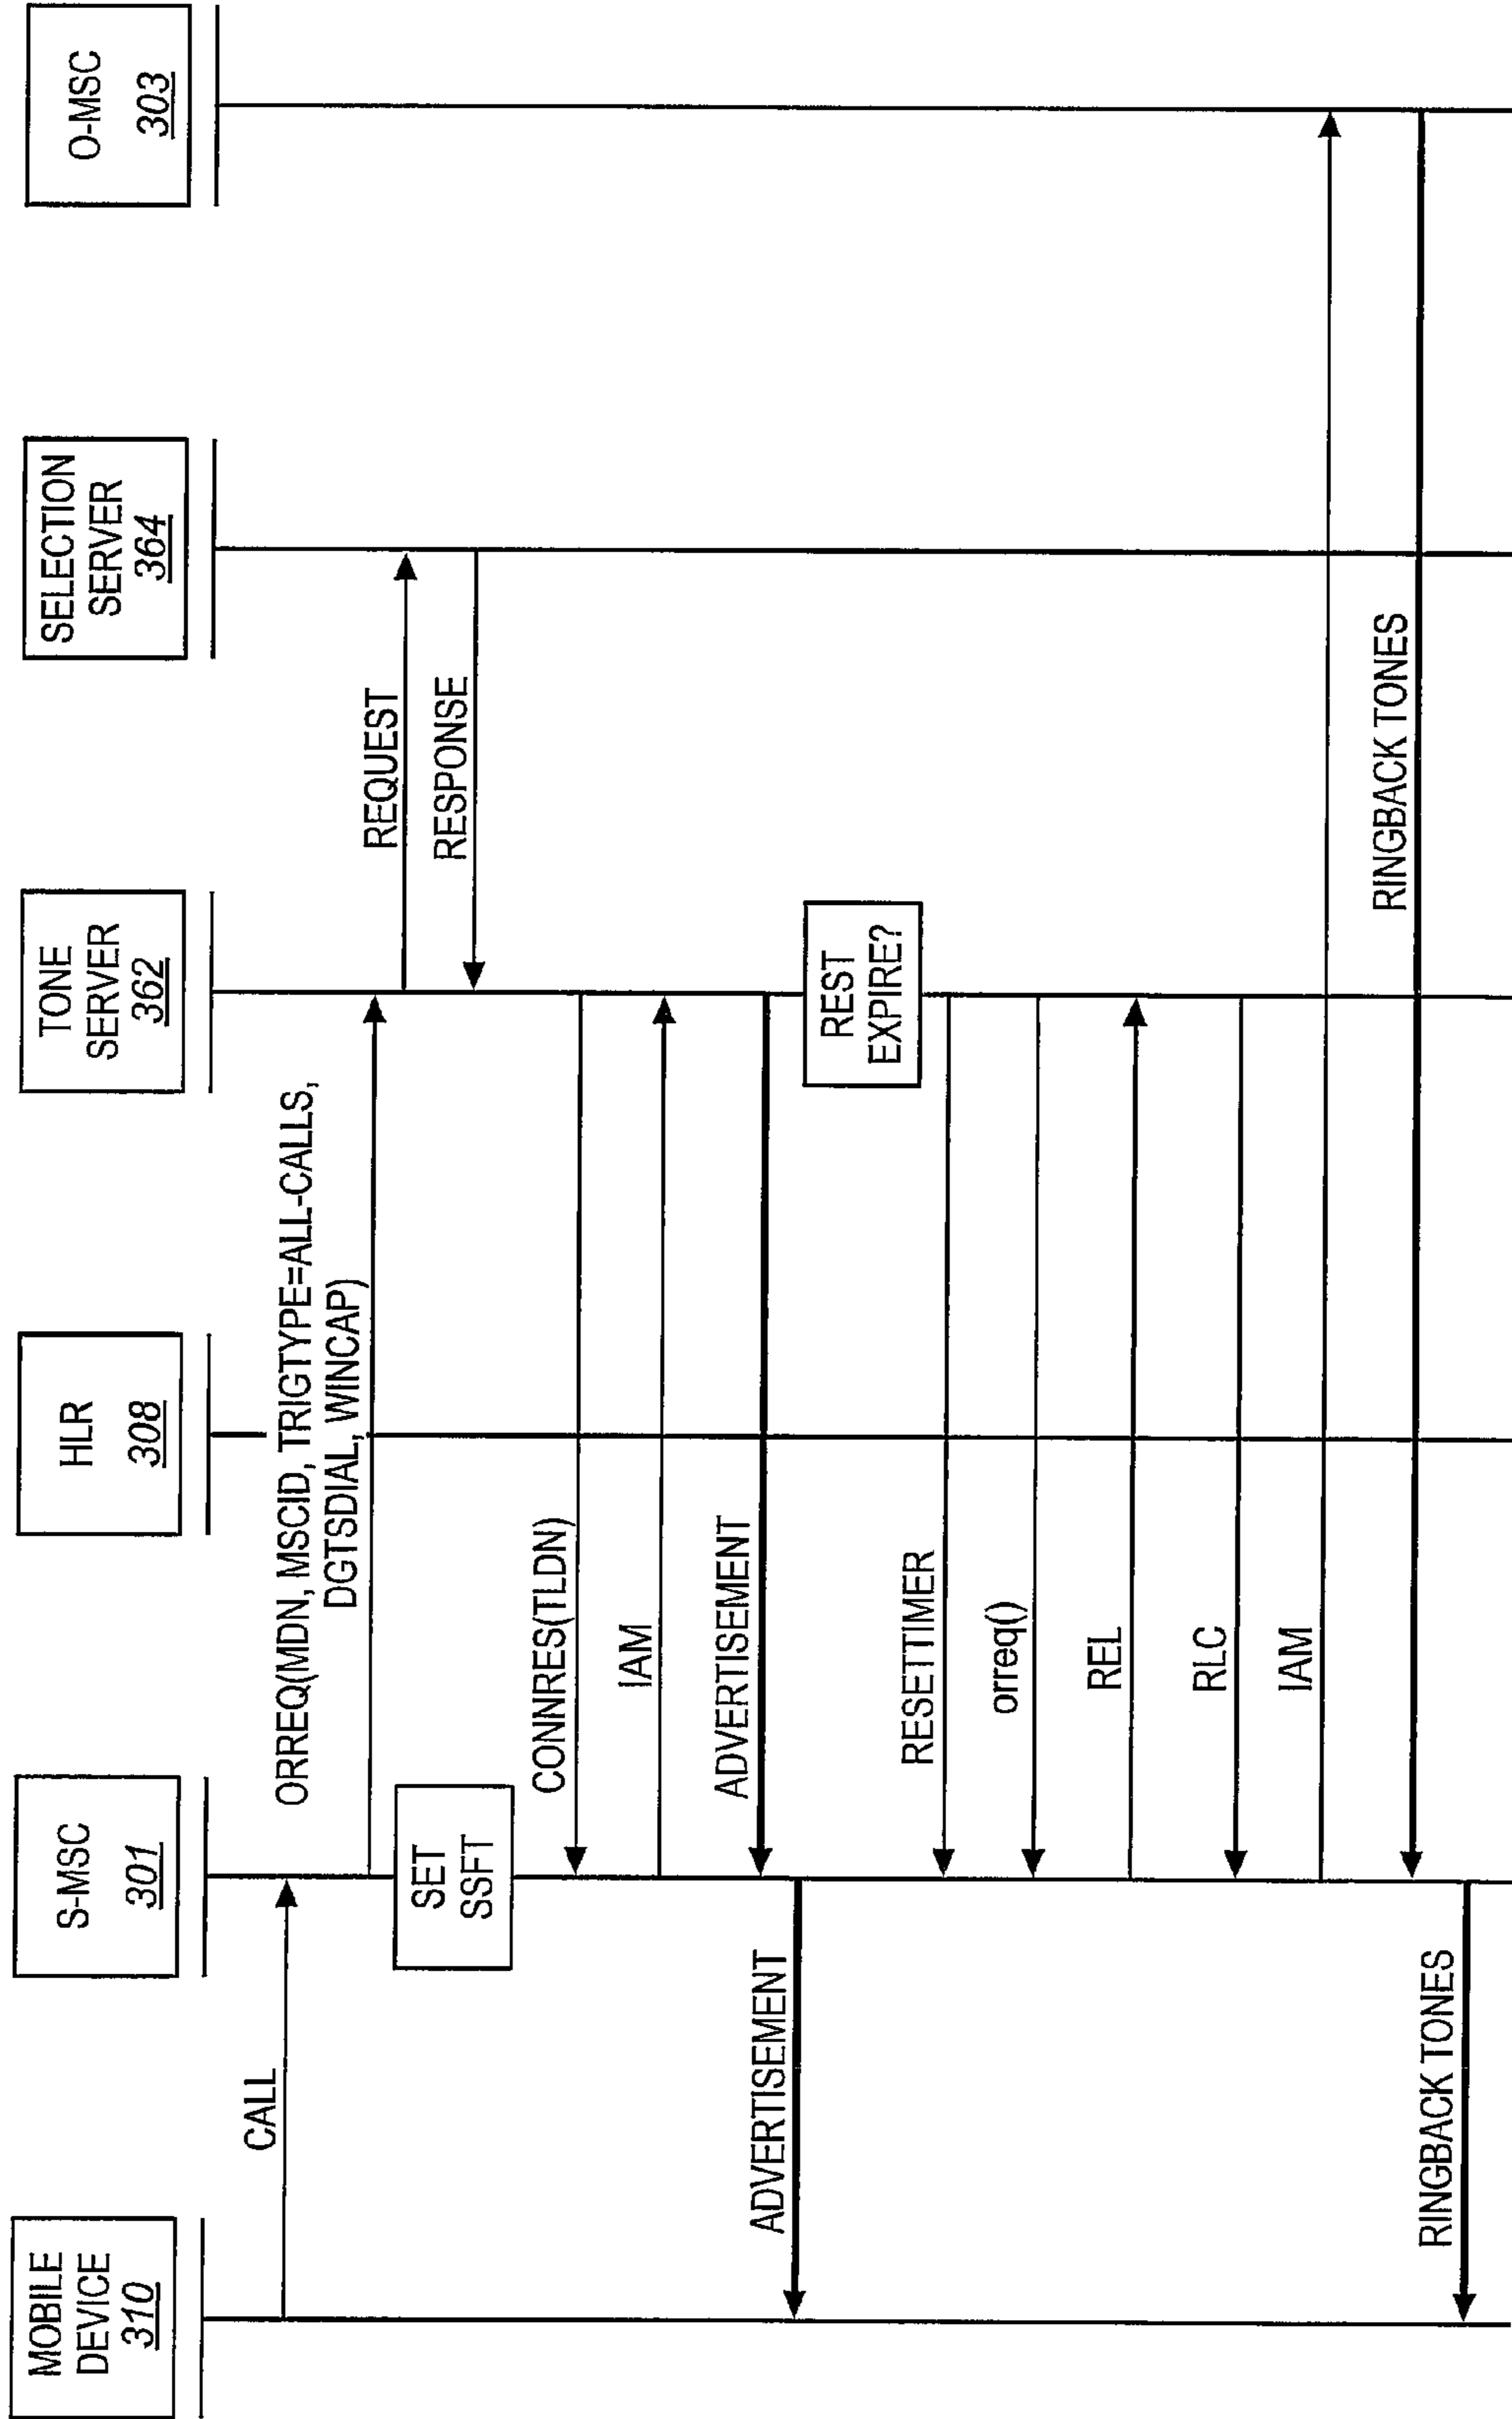 MOBILE
DEVICE
310
S-MSC
301
HLR
308
TONE
SERVER
362
SELECTION
SERVER
364
O-MSC
303
CALL
ORREQ(MDN, MSCID, TRIGTYPE=ALL-CALLS,
DGTSDIAL, WINCAP)
REQUEST
SET
SSFT
RESPONSE
CONNRES(TLDN)
IAM
ADVERTISEMENT
ADVERTISEMENT
REST
EXPIRE?
RESETTIMER
orreq()
REL
RLC
IAM
RINGBACK TONES
RINGBACK TONES